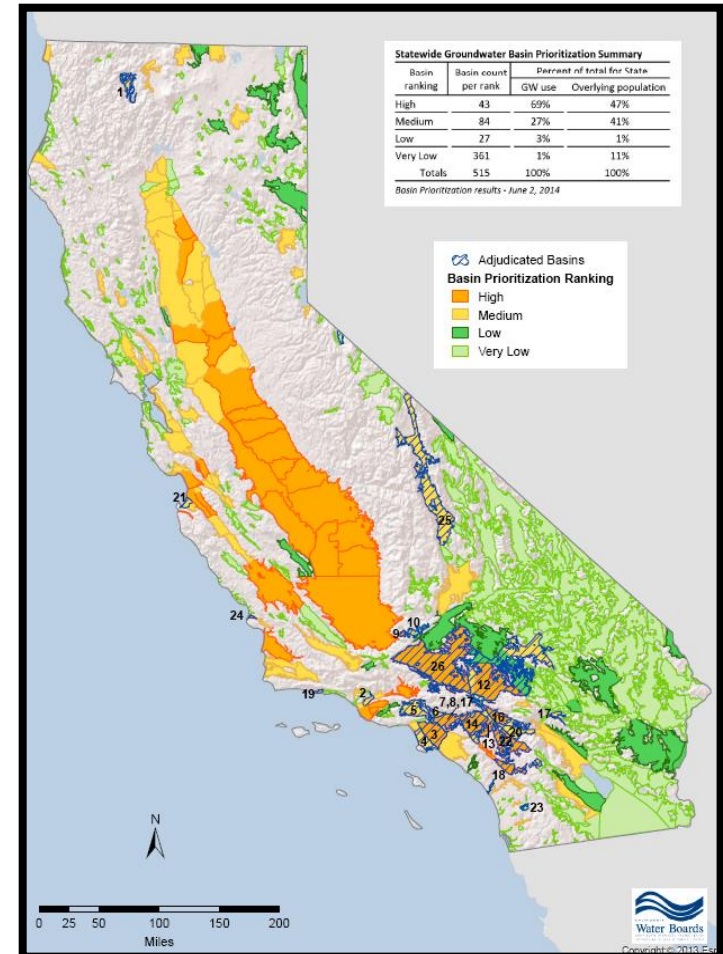 Statewide Groundwater Basin Prioritization Summary
Basin ranking Basin count per rank Percent of total for State
GW use Overlying population
High 43 69% 47%
Medium 84 27% 41%
Low 27 3% 1%
Very Low 361 1% 11%
Totals 515 100% 100%
Basin Prioritization results - June 2, 2014
Adjudicated Basins
Basin Prioritization Ranking
High
Medium
Low
Very Low
1
21
25
24
10
9
26
12
19
2
7,8,17
17
5
6
16
14
4
3
13
20
22
18
23
N
0 25 50 100 150 200
Miles
Water Boards
Copyright © 2013 Esr